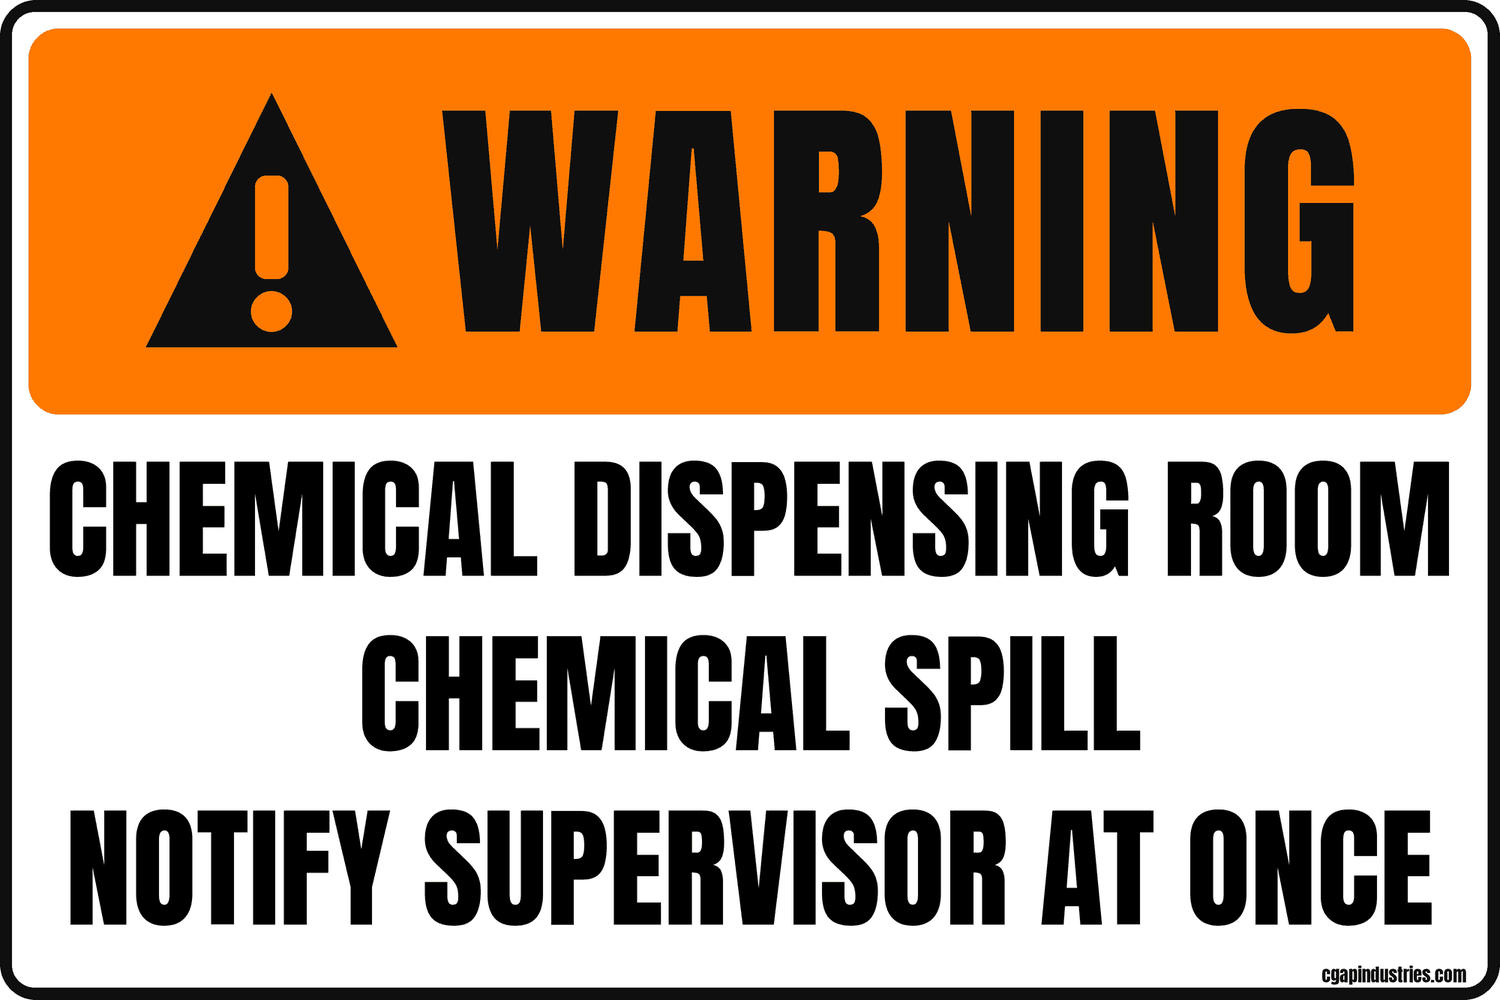 WARNING
CHEMICAL DISPENSING ROOM
CHEMICAL SPILL
NOTIFY SUPERVISOR AT ONCE
cgapindustries.com